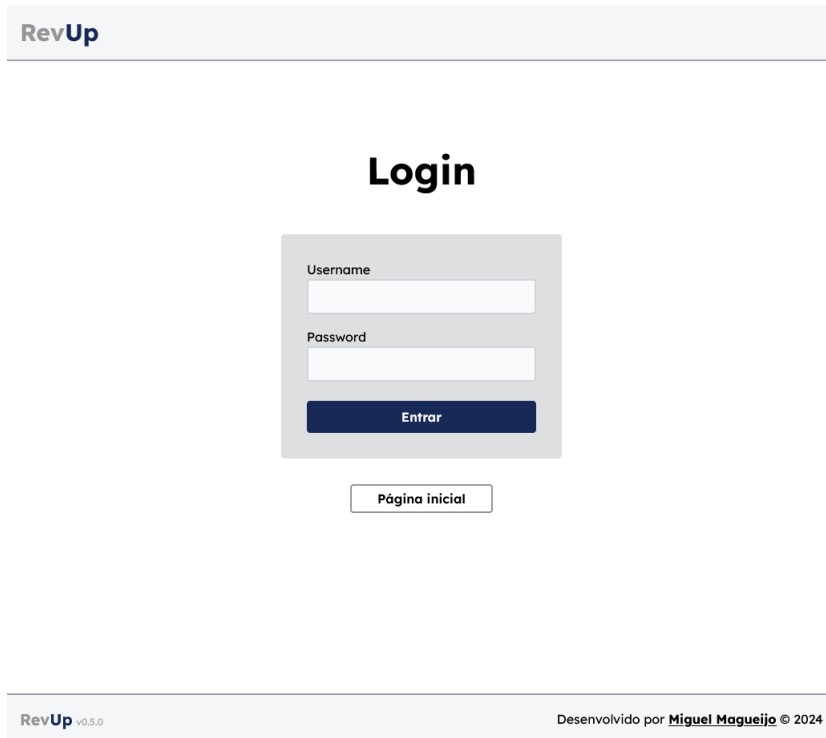 RevUp
Login
Username
Password
Entrar
Página inicial
RevUp v0.5.0
Desenvolvido por Miguel Magueijo © 2024